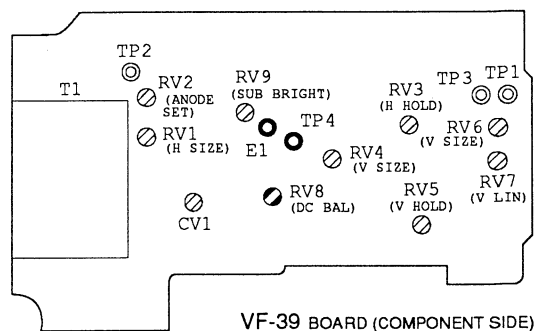 TP2
T1
RV2
(ANODE
SET)
RV1
(H SIZE)
RV9
(SUB BRIGHT)
E1
TP4
RV3
(H HOLD)
TP3
TP1
RV6
(V SIZE)
RV4
(V SIZE)
RV7
(V LIN)
RV8
(DC BAL)
RV5
(V HOLD)
CV1
VF-39 BOARD (COMPONENT SIDE)